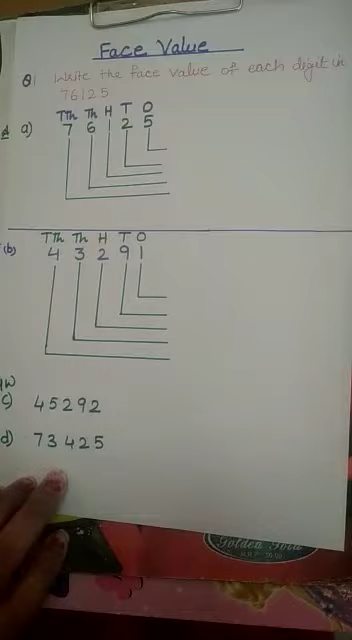 Face Value
Q1 Write the face value of each digit in
76125
TTh Th H T O
a) 7 6 1 2 5
TTh Th H T O
(b) 4 3 2 9 1
HW
c) 45292
d) 73425
Golden